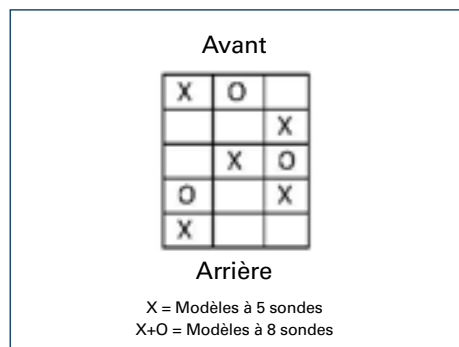 Avant
X O
X
X O
O X
X
Arrière
X = Modèles à 5 sondes
X+O = Modèles à 8 sondes